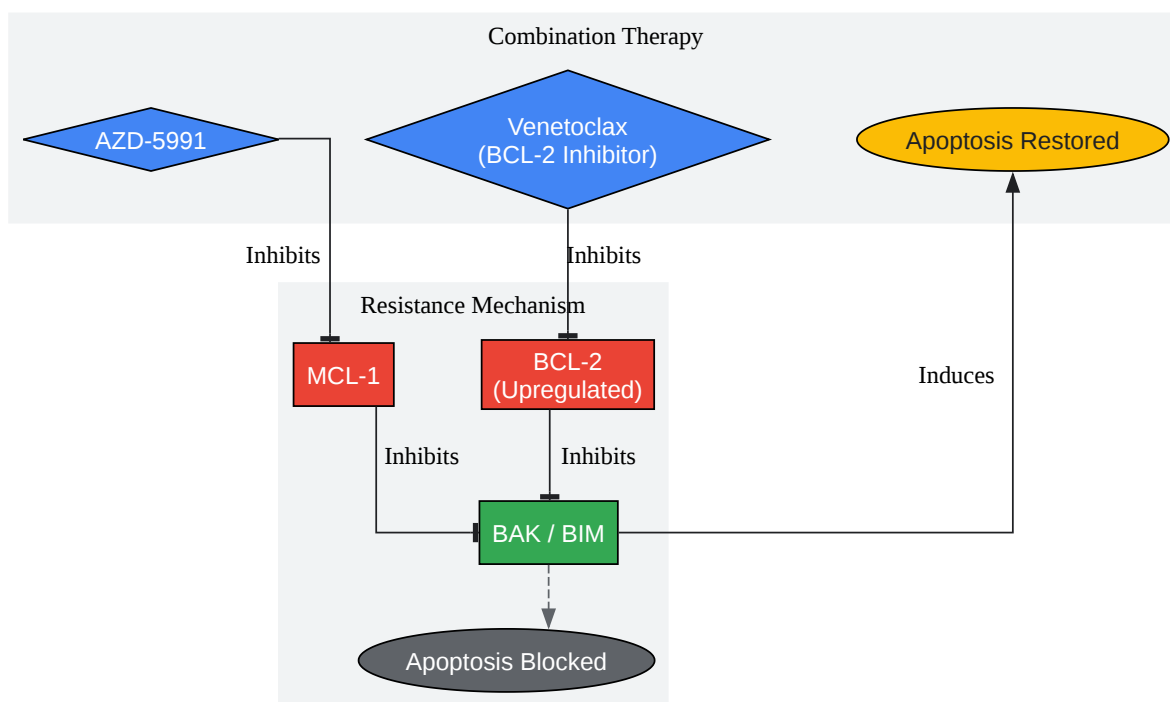 Combination Therapy
AZD-5991
Venetoclax
(BCL-2 Inhibitor)
Apoptosis Restored
Inhibits
Inhibits
Resistance Mechanism
MCL-1
BCL-2
(Upregulated)
Induces
Inhibits
Inhibits
BAK / BIM
Apoptosis Blocked